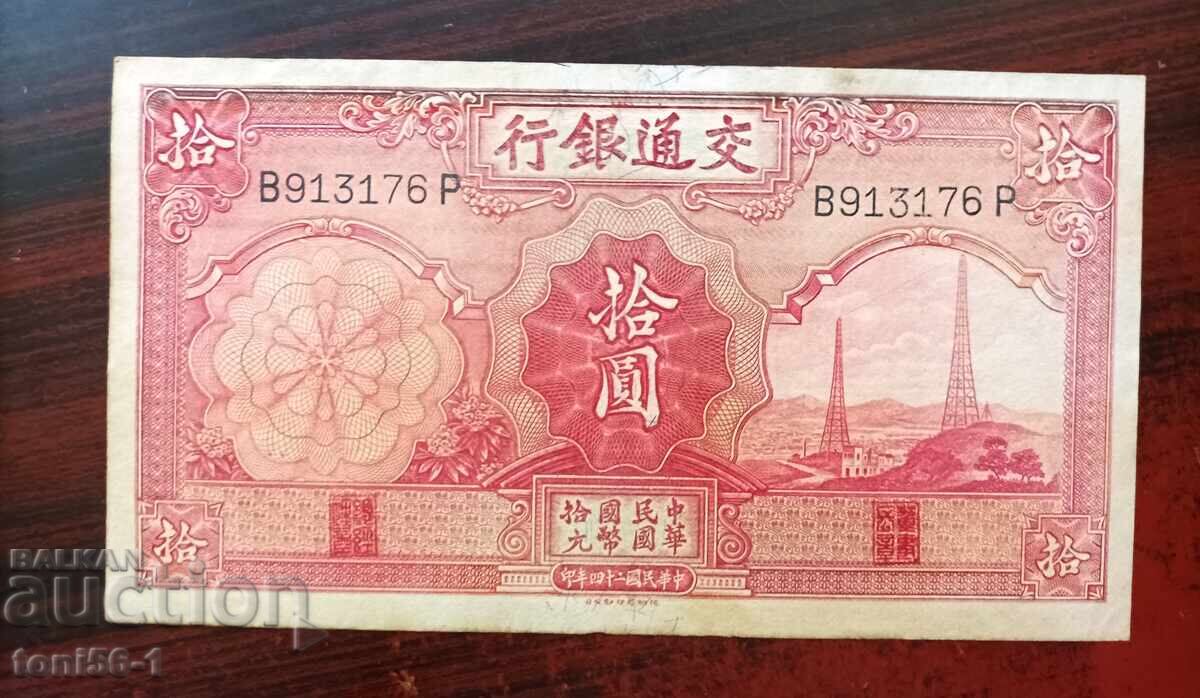 交通銀行
拾
拾
B913176 P
B913176 P
拾圓
中華
民國
國幣
拾元
拾
拾
中華民國二十四年印
BALKAN
auction
toni56-1